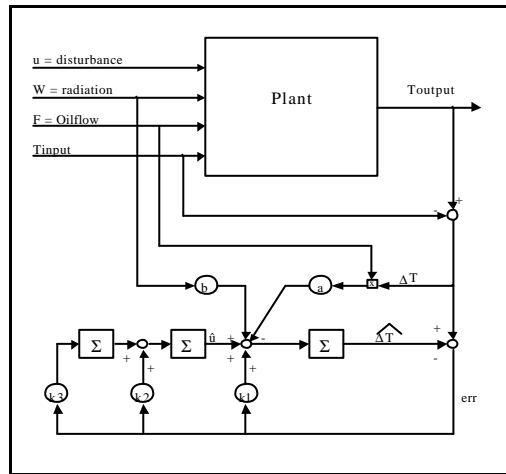 u = disturbance
W = radiation
F = Oilflow
Tinput
Plant
Toutput
+
-
b
a
x
ΔT
Σ
+
+
Σ
û
+
+
-
+
Σ
ΔT
+
-
k3
k2
k1
err